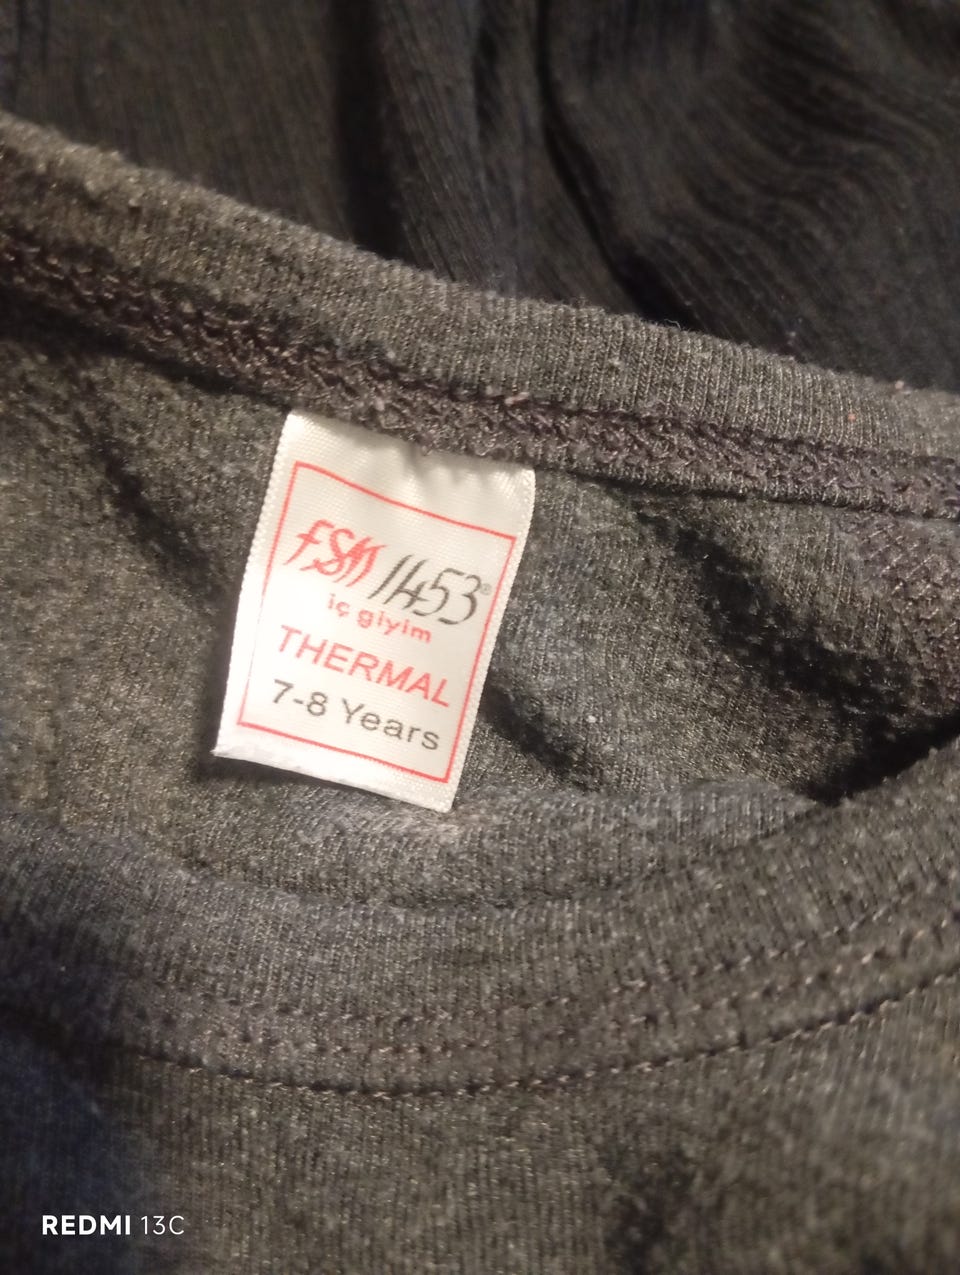 FSM 1453®
iç giyim
THERMAL
7-8 Years
REDMI 13C